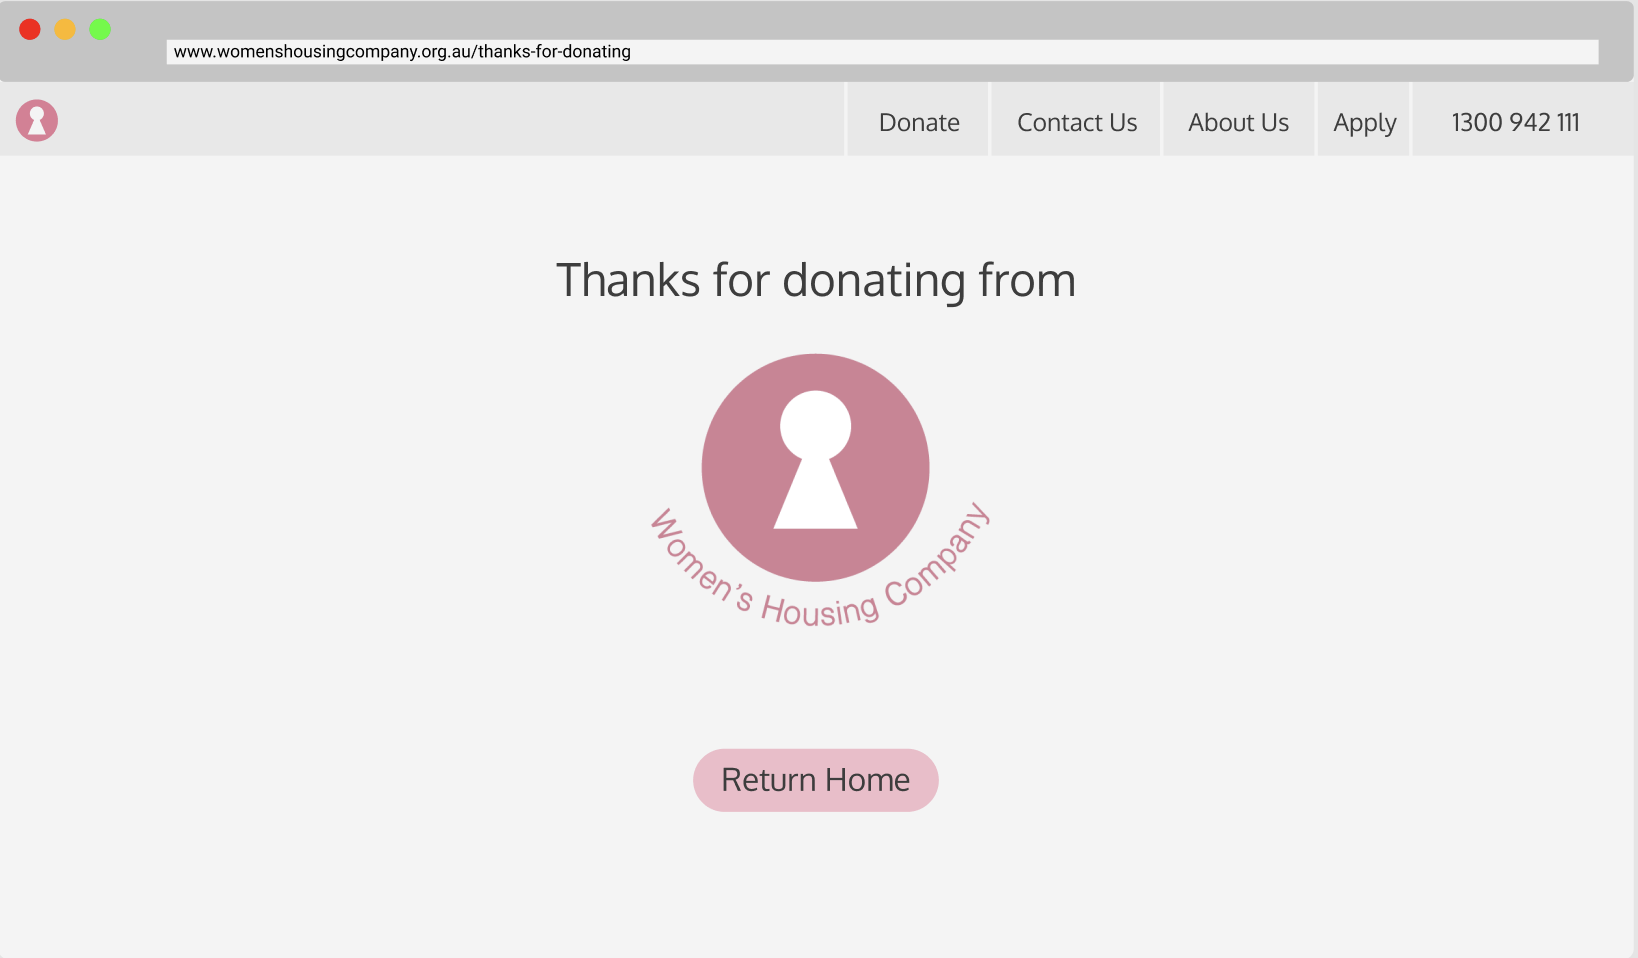 www.womenshousingcompany.org.au/thanks-for-donating
Donate
Contact Us
About Us
Apply
1300 942 111
Thanks for donating from
Women's Housing Company
Return Home